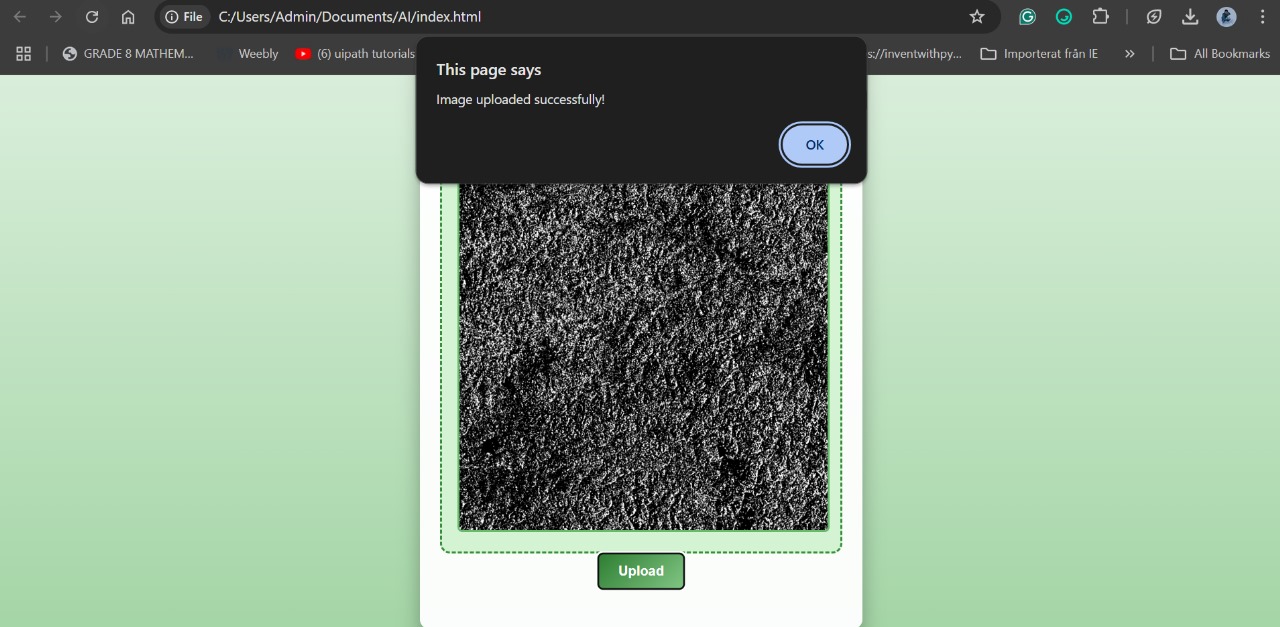 File C:/Users/Admin/Documents/AI/index.html
GRADE 8 MATHEM... Weebly (6) uipath tutorials s://inventwithpy... Importerat från IE » All Bookmarks
This page says
Image uploaded successfully!
OK
Upload